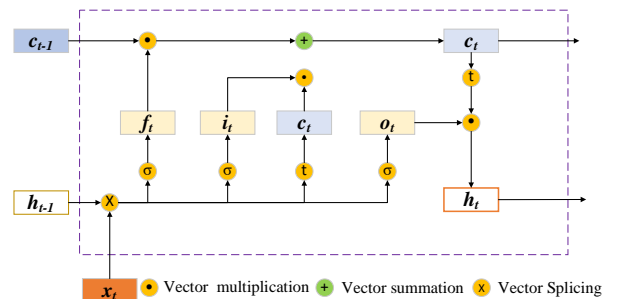 c_{t-1} • + c_t
t
•
f_t i_t c_t o_t •
σ σ t σ
h_{t-1} X h_t
x_t • Vector multiplication + Vector summation X Vector Splicing